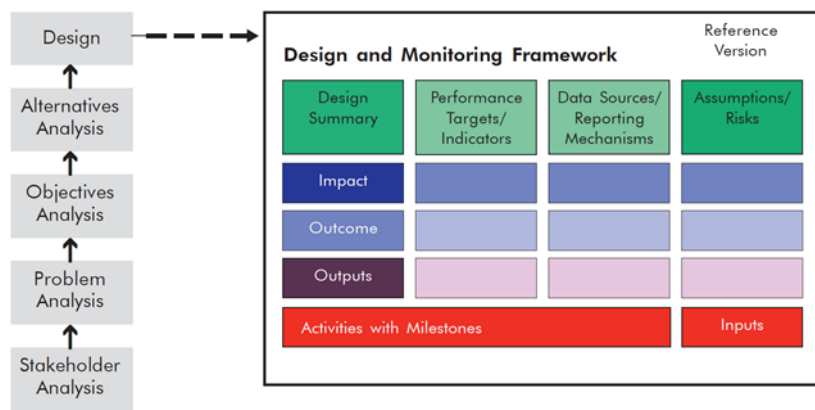 Design
Alternatives
Analysis
Objectives
Analysis
Problem
Analysis
Stakeholder
Analysis
Reference
Version
Design and Monitoring Framework
Design
Summary
Performance
Targets/
Indicators
Data Sources/
Reporting
Mechanisms
Assumptions/
Risks
Impact
Outcome
Outputs
Activities with Milestones
Inputs